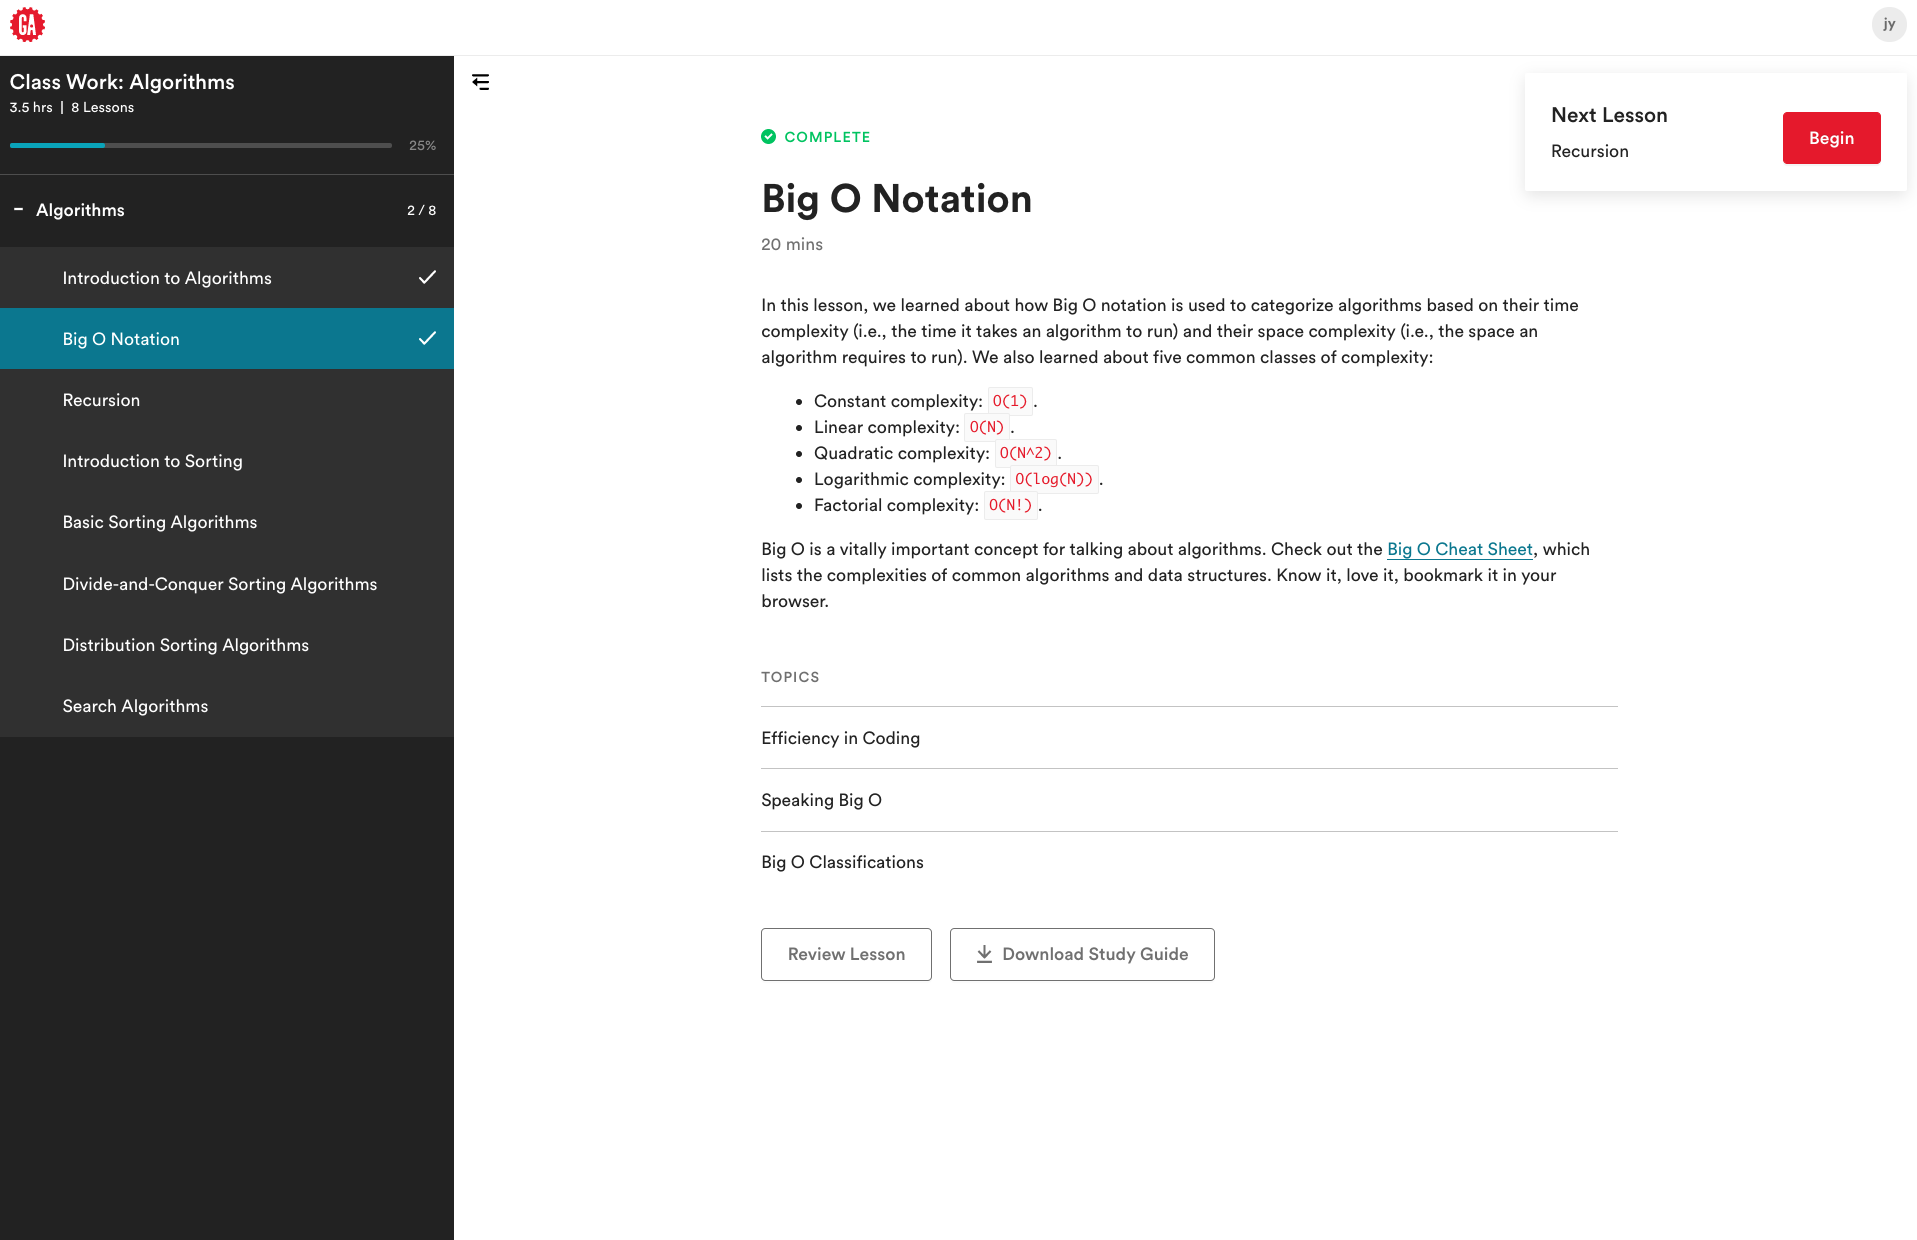 GA
jy
Class Work: Algorithms
3.5 hrs | 8 Lessons
25%
− Algorithms 2 / 8
Introduction to Algorithms
Big O Notation
Recursion
Introduction to Sorting
Basic Sorting Algorithms
Divide-and-Conquer Sorting Algorithms
Distribution Sorting Algorithms
Search Algorithms
Next Lesson
Recursion
Begin
COMPLETE
Big O Notation
20 mins
In this lesson, we learned about how Big O notation is used to categorize algorithms based on their time
complexity (i.e., the time it takes an algorithm to run) and their space complexity (i.e., the space an
algorithm requires to run). We also learned about five common classes of complexity:
• Constant complexity: O(1).
• Linear complexity: O(N).
• Quadratic complexity: O(N^2).
• Logarithmic complexity: O(log(N)).
• Factorial complexity: O(N!).
Big O is a vitally important concept for talking about algorithms. Check out the Big O Cheat Sheet, which
lists the complexities of common algorithms and data structures. Know it, love it, bookmark it in your
browser.
TOPICS
Efficiency in Coding
Speaking Big O
Big O Classifications
Review Lesson
Download Study Guide